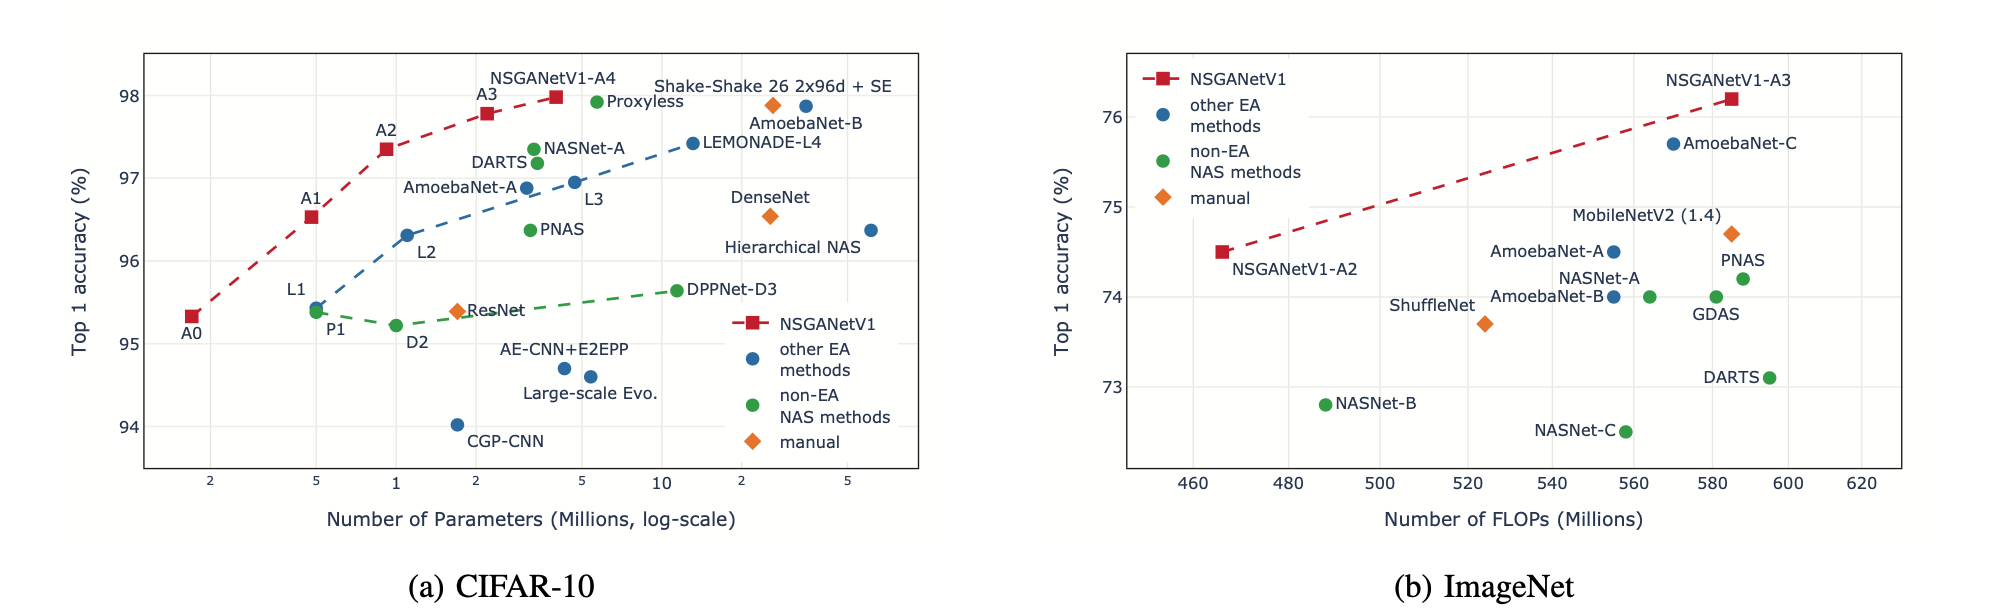 NSGANetV1-A4
Shake-Shake 26 2x96d + SE
A3
98
Proxyless
AmoebaNet-B
A2
NASNet-A
LEMONADE-L4
DARTS
97
AmoebaNet-A
A1
L3
DenseNet
PNAS
Hierarchical NAS
L2
96
L1
DPPNet-D3
ResNet
A0
P1
D2
95
AE-CNN+E2EPP
Large-scale Evo.
94
CGP-CNN
NSGANetV1
other EA
methods
non-EA
NAS methods
manual
2
5
1
2
5
10
2
5
Top 1 accuracy (%)
Number of Parameters (Millions, log-scale)
(a) CIFAR-10
NSGANetV1
other EA
methods
non-EA
NAS methods
manual
NSGANetV1-A3
76
AmoebaNet-C
75
MobileNetV2 (1.4)
AmoebaNet-A
PNAS
NSGANetV1-A2
NASNet-A
74
AmoebaNet-B
ShuffleNet
GDAS
73
DARTS
NASNet-B
NASNet-C
460
480
500
520
540
560
580
600
620
Top 1 accuracy (%)
Number of FLOPs (Millions)
(b) ImageNet